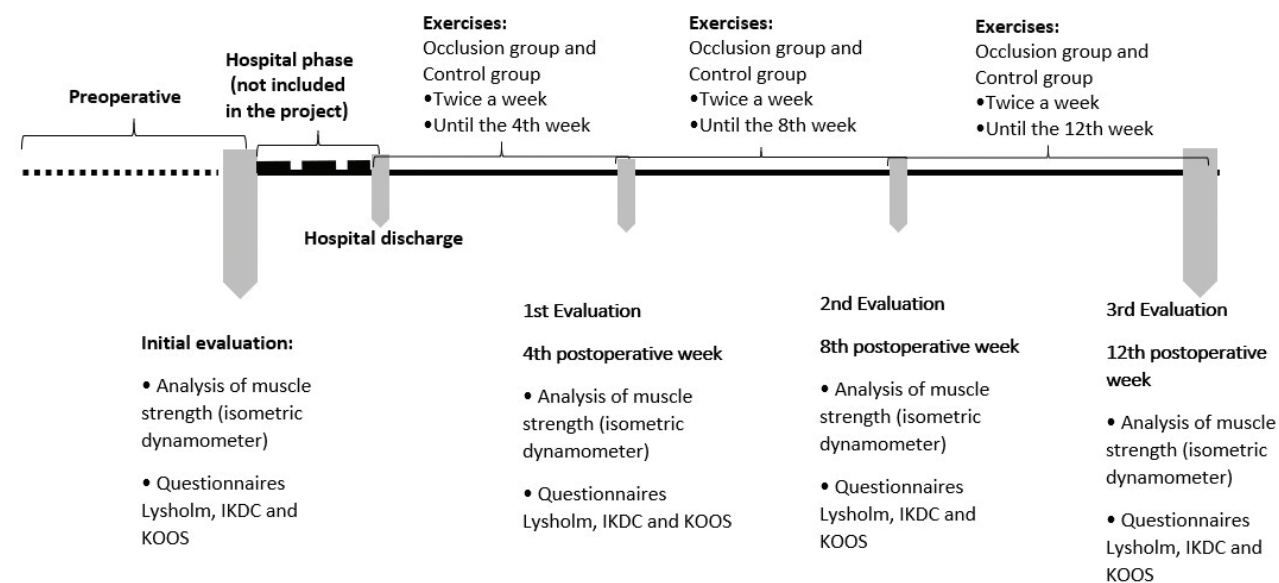 Preoperative
Hospital phase
(not included
in the project)
Exercises:
Occlusion group and
Control group
•Twice a week
•Until the 4th week
Exercises:
Occlusion group and
Control group
•Twice a week
•Until the 8th week
Exercises:
Occlusion group and
Control group
•Twice a week
•Until the 12th week
Hospital discharge
Initial evaluation:
• Analysis of muscle
strength (isometric
dynamometer)
• Questionnaires
Lysholm, IKDC and
KOOS
1st Evaluation
4th postoperative week
• Analysis of muscle
strength (isometric
dynamometer)
• Questionnaires
Lysholm, IKDC and KOOS
2nd Evaluation
8th postoperative week
• Analysis of muscle
strength (isometric
dynamometer)
• Questionnaires
Lysholm, IKDC and
KOOS
3rd Evaluation
12th postoperative
week
• Analysis of muscle
strength (isometric
dynamometer)
• Questionnaires
Lysholm, IKDC and
KOOS